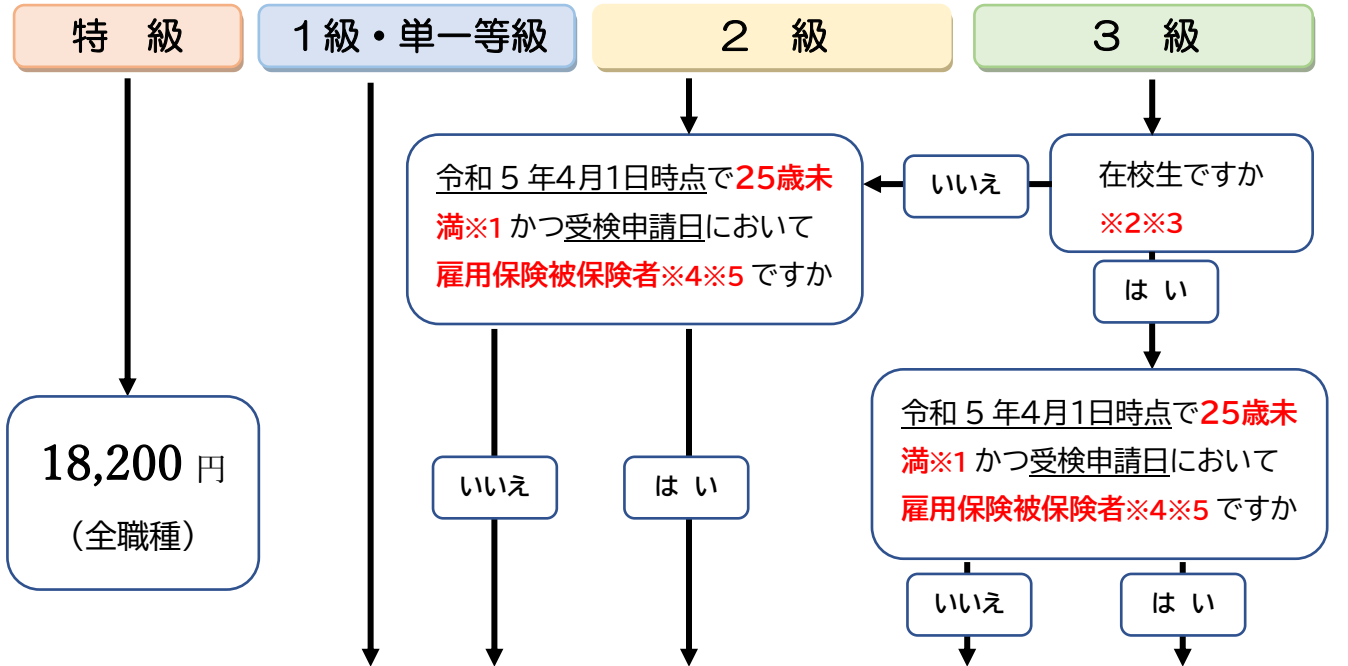 特 級
1級・単一等級
2 級
3 級
令和5年4月1日時点で25歳未
満※1かつ受検申請日において
雇用保険被保険者※4※5ですか
いいえ
在校生ですか
※2※3
は い
18,200 円
(全職種)
いいえ
は い
令和5年4月1日時点で25歳未
満※1かつ受検申請日において
雇用保険被保険者※4※5ですか
いいえ
は い